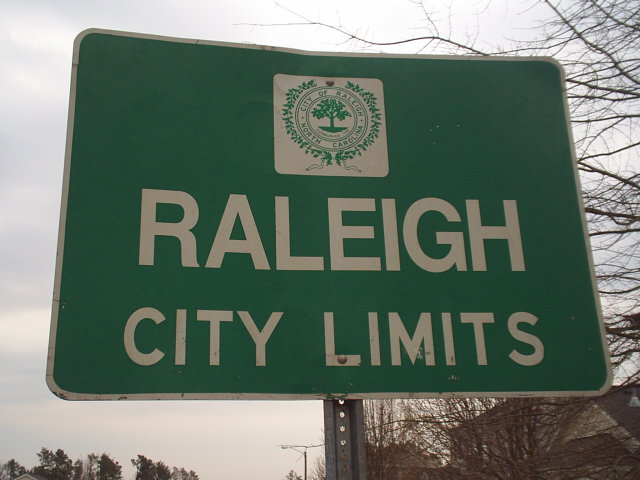 CITY OF RALEIGH
NORTH CAROLINA
RALEIGH
CITY LIMITS